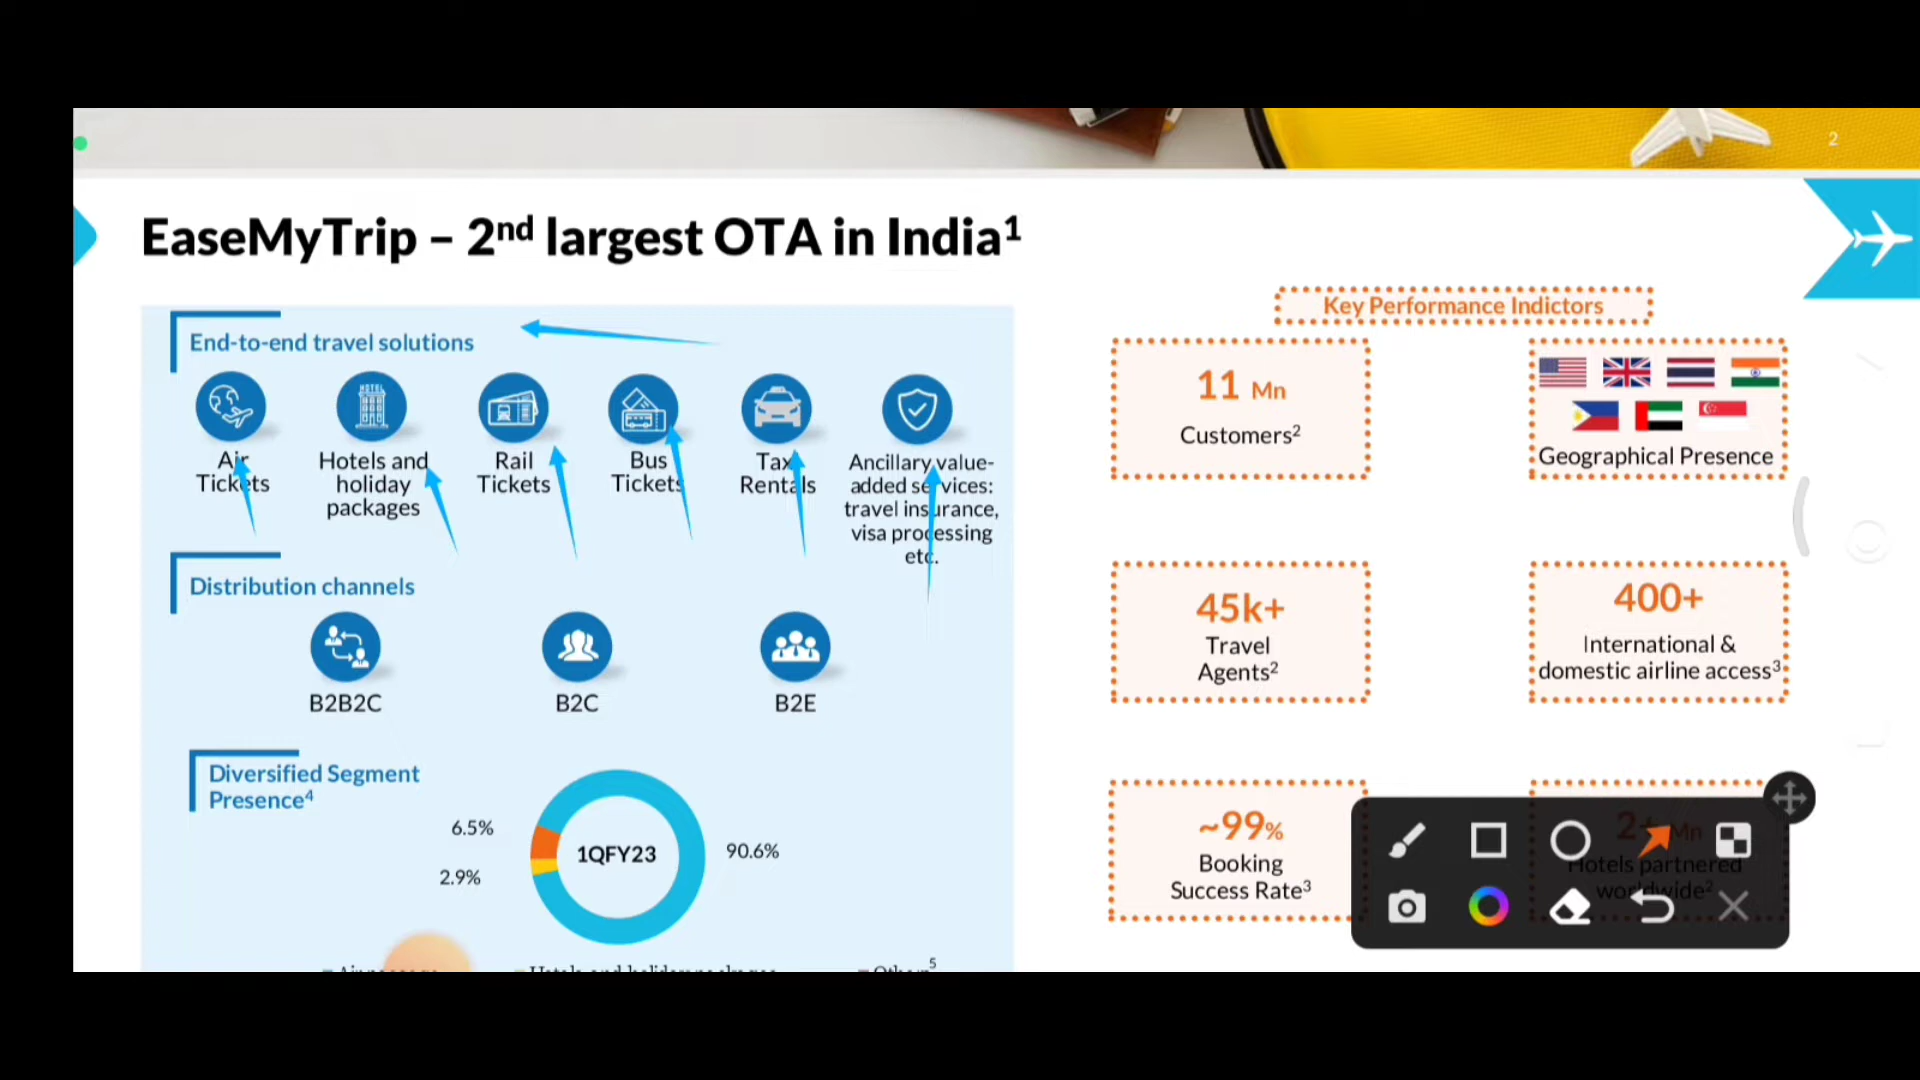 2
EaseMyTrip – 2nd largest OTA in India1
End-to-end travel solutions
Air
Tickets
HOTEL
Hotels and
holiday
packages
Rail
Tickets
Bus
Tickets
Taxi
Rentals
Ancillary value-
added services:
travel insurance,
visa processing
etc.
Distribution channels
B2B2C
B2C
B2E
Diversified Segment
Presence4
6.5%
2.9%
1QFY23
90.6%
Key Performance Indictors
11 Mn
Customers2
Geographical Presence
45k+
Travel
Agents2
400+
International &
domestic airline access3
~99%
Booking
Success Rate3
Mn
Hotels partnered
worldwide2
5